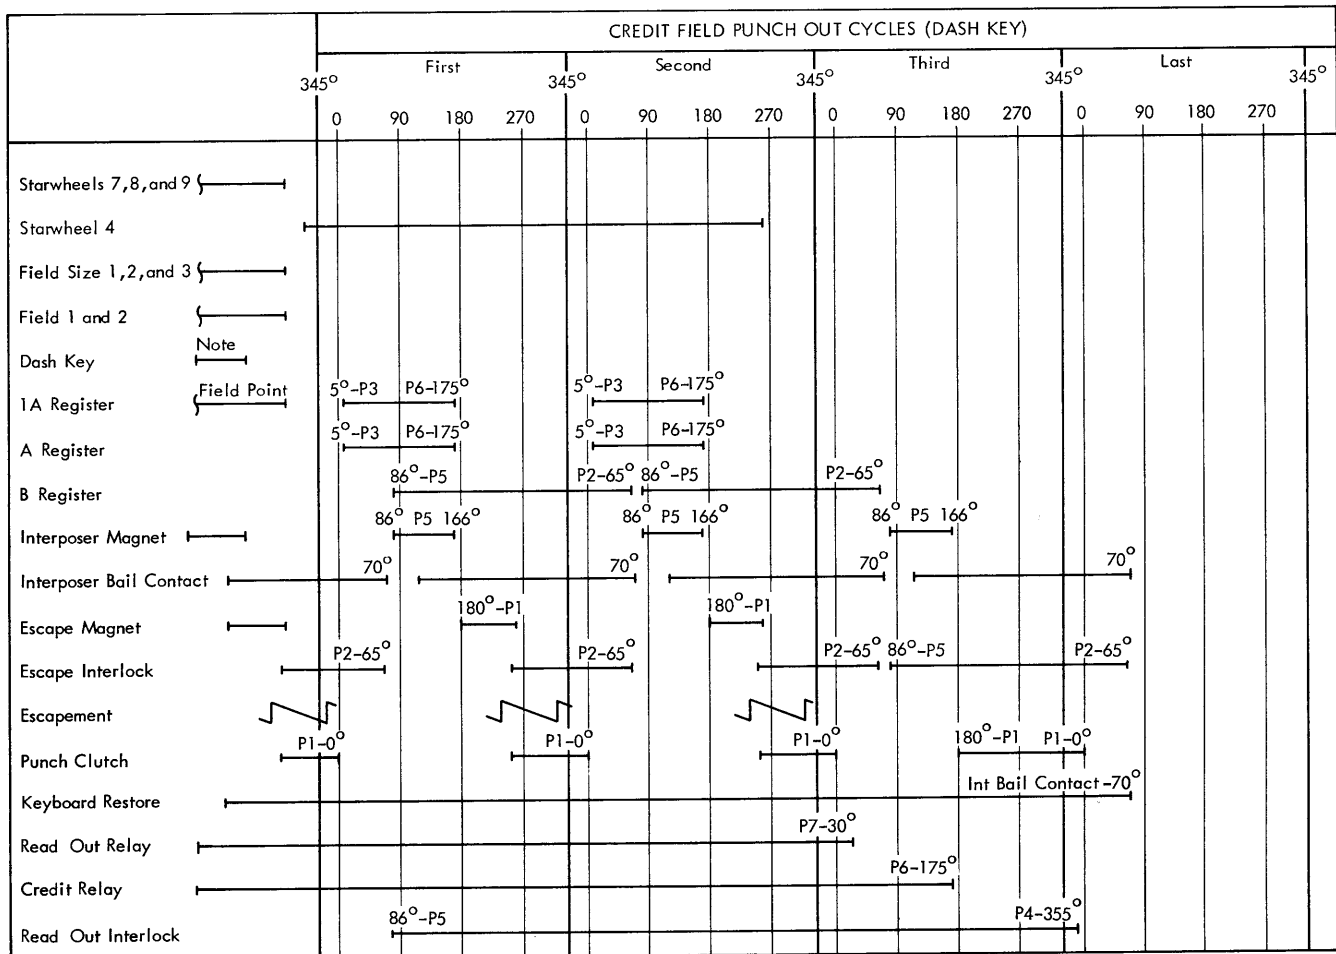 CREDIT FIELD PUNCH OUT CYCLES (DASH KEY)
First Second Third Last
345° 345° 345° 345° 345°
0 90 180 270 0 90 180 270 0 90 180 270 0 90 180 270
Starwheels 7,8,and 9
Starwheel 4
Field Size 1,2,and 3
Field 1 and 2
Note
Dash Key
Field Point 5°-P3 P6-175° 5°-P3 P6-175°
1A Register
5°-P3 P6-175° 5°-P3 P6-175°
A Register
86°-P5 P2-65° 86°-P5 P2-65°
B Register
86° P5 166° 86° P5 166° 86° P5 166°
Interposer Magnet
70° 70° 70° 70°
Interposer Bail Contact
180°-P1 180°-P1
Escape Magnet
P2-65° P2-65° P2-65° 86°-P5 P2-65°
Escape Interlock
Escapement
P1-0° P1-0° P1-0° 180°-P1 P1-0°
Punch Clutch
Int Bail Contact-70°
Keyboard Restore
P7-30°
Read Out Relay
P6-175°
Credit Relay
86°-P5 P4-355°
Read Out Interlock